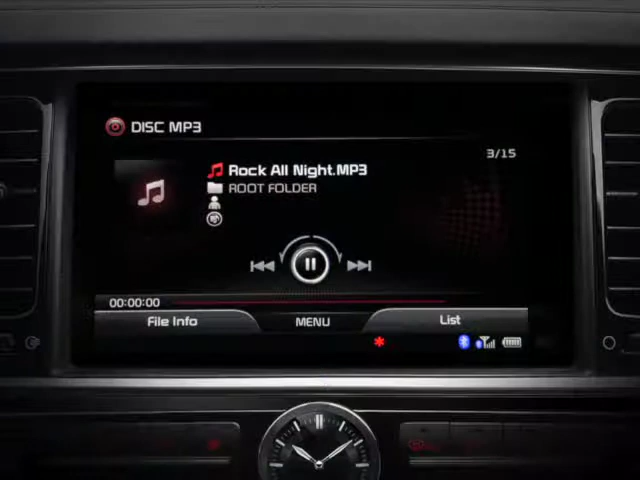 DISC MP3
3/15
Rock All Night.MP3
ROOT FOLDER
00:00:00
File Info
MENU
List